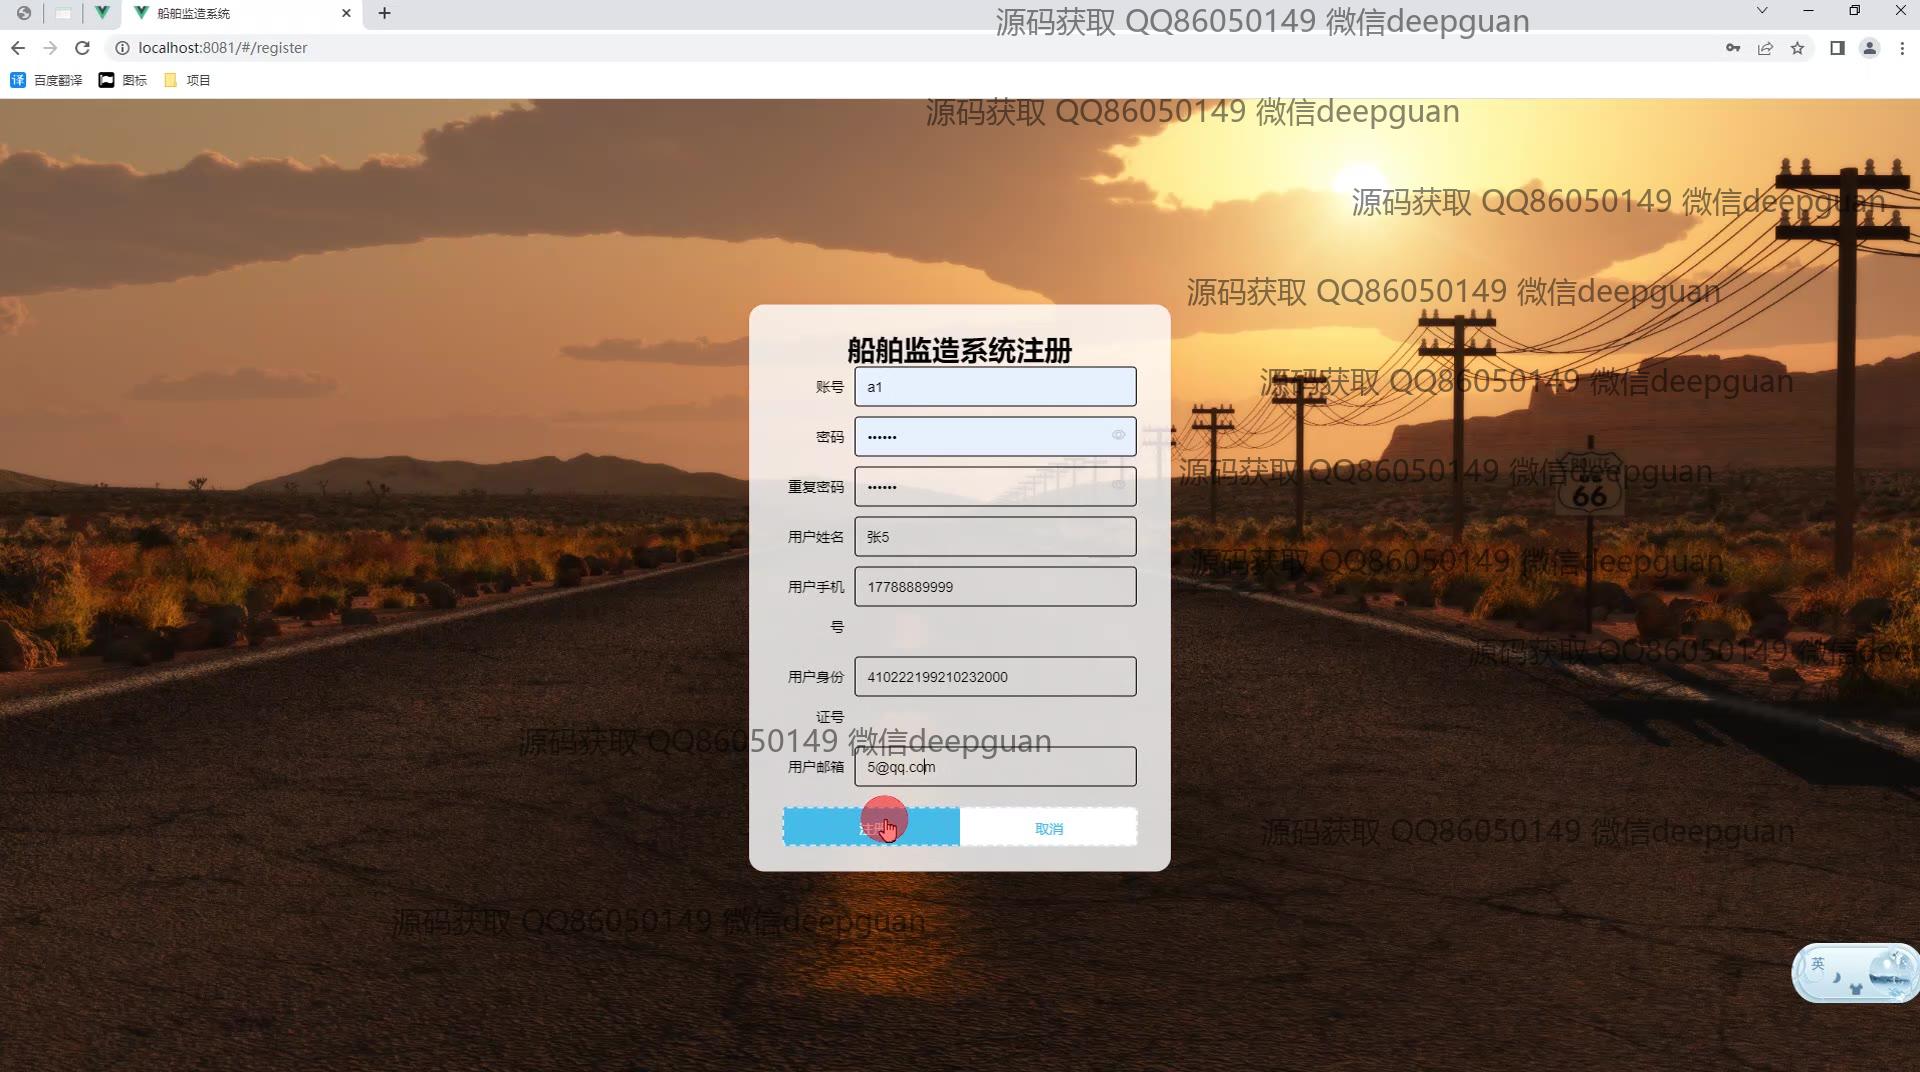 船舶监造系统
源码获取 QQ86050149 微信deepguan
localhost:8081/#/register
译 百度翻译 图标 项目
源码获取 QQ86050149 微信deepguan
源码获取 QQ86050149 微信deepguan
源码获取 QQ86050149 微信deepguan
船舶监造系统注册
账号 a1
源码获取 QQ86050149 微信deepguan
密码 ••••••
源码获取 QQ86050149 微信deepguan
ROUTE
66
重复密码 ••••••
用户姓名 张5
源码获取 QQ86050149 微信deepguan
用户手机 17788889999
号
源码获取 QQ86050149 微信dee
用户身份 410222199210232000
证号
源码获取 QQ86050149 微信deepguan
用户邮箱 5@qq.com
注册 取消
源码获取 QQ86050149 微信deepguan
源码获取 QQ86050149 微信deepguan
英